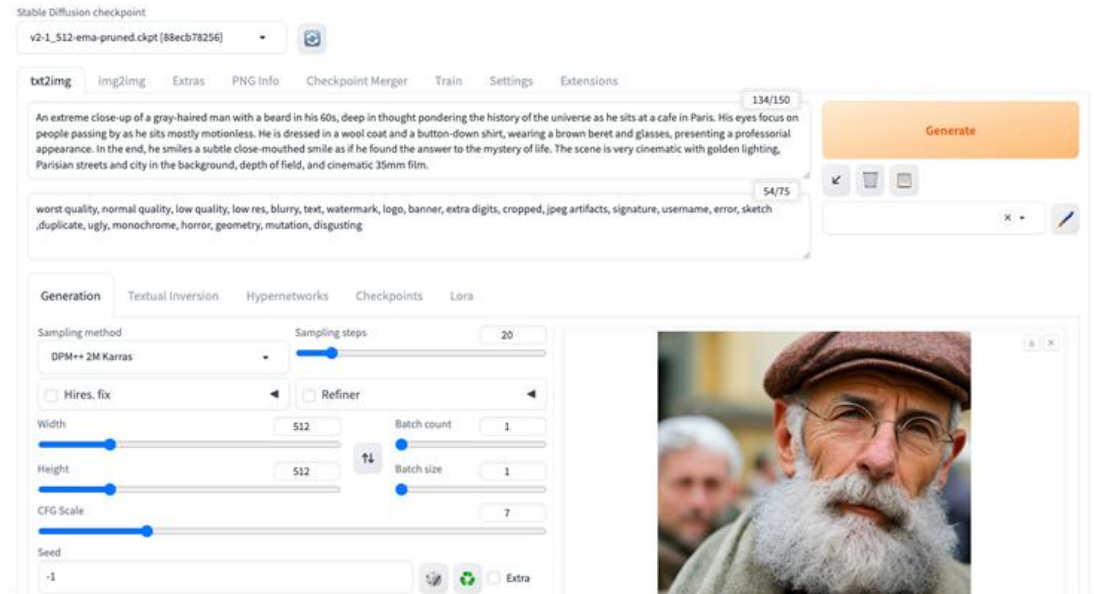 Stable Diffusion checkpoint
v2-1_512-ema-pruned.ckpt [88ecb78256]
txt2img img2img Extras PNG Info Checkpoint Merger Train Settings Extensions
134/150
An extreme close-up of a gray-haired man with a beard in his 60s, deep in thought pondering the history of the universe as he sits at a cafe in Paris. His eyes focus on
people passing by as he sits mostly motionless. He is dressed in a wool coat and a button-down shirt, wearing a brown beret and glasses, presenting a professorial
appearance. In the end, he smiles a subtle close-mouthed smile as if he found the answer to the mystery of life. The scene is very cinematic with golden lighting,
Parisian streets and city in the background, depth of field, and cinematic 35mm film.
Generate
54/75
worst quality, normal quality, low quality, low res, blurry, text, watermark, logo, banner, extra digits, cropped, jpeg artifacts, signature, username, error, sketch
,duplicate, ugly, monochrome, horror, geometry, mutation, disgusting
Generation Textual Inversion Hypernetworks Checkpoints Lora
Sampling method Sampling steps 20
DPM++ 2M Karras
Hires. fix Refiner
Width 512 Batch count 1
Height 512 Batch size 1
CFG Scale 7
Seed
-1 Extra